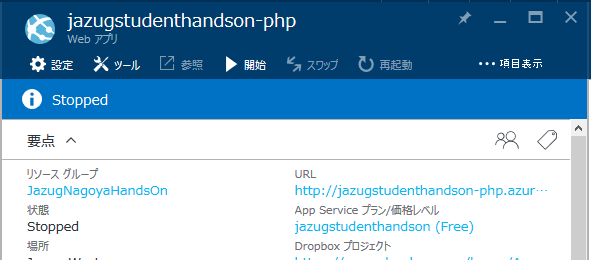 jazugstudenthandson-php
Web アプリ
設定 ツール 参照 開始 スワップ 再起動 ･･･ 項目表示
Stopped
要点
リソース グループ URL
JazugNagoyaHandsOn http://jazugstudenthandson-php.azur···
状態 App Service プラン/価格レベル
Stopped jazugstudenthandson (Free)
場所 Dropbox プロジェクト